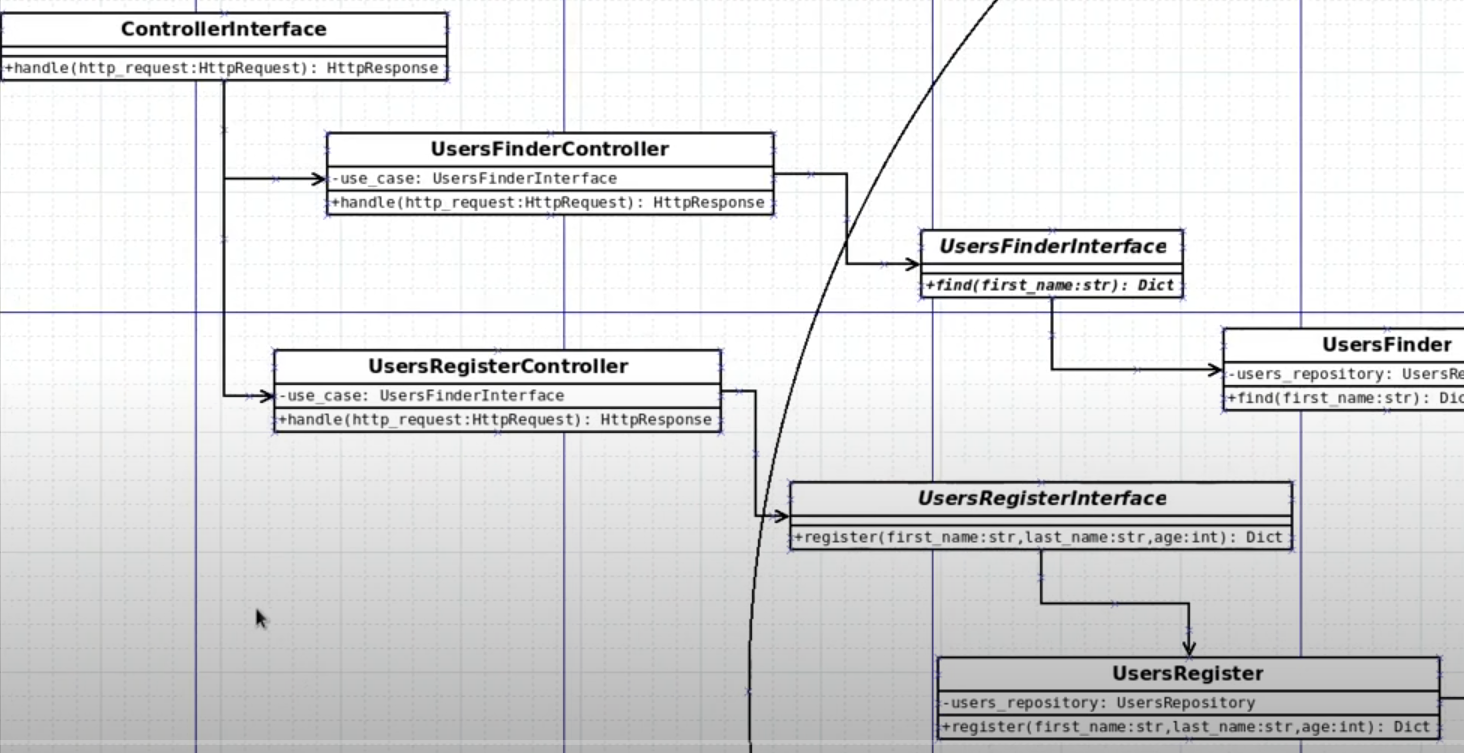 ControllerInterface
+handle(http_request:HttpRequest): HttpResponse
UsersFinderController
-use_case: UsersFinderInterface
+handle(http_request:HttpRequest): HttpResponse
UsersFinderInterface
+find(first_name:str): Dict
UsersFinder
-users_repository: UsersRe
+find(first_name:str): Dic
UsersRegisterController
-use_case: UsersFinderInterface
+handle(http_request:HttpRequest): HttpResponse
UsersRegisterInterface
+register(first_name:str,last_name:str,age:int): Dict
UsersRegister
-users_repository: UsersRepository
+register(first_name:str,last_name:str,age:int): Dict